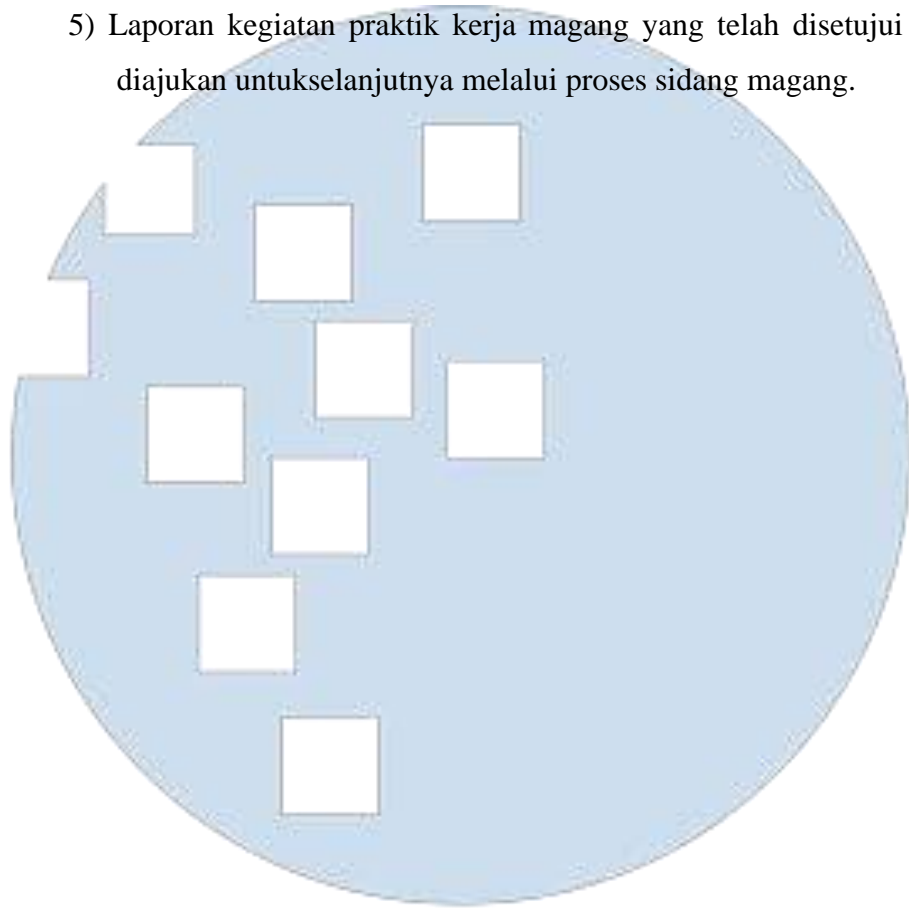 5) Laporan kegiatan praktik kerja magang yang telah disetujui
diajukan untukselanjutnya melalui proses sidang magang.